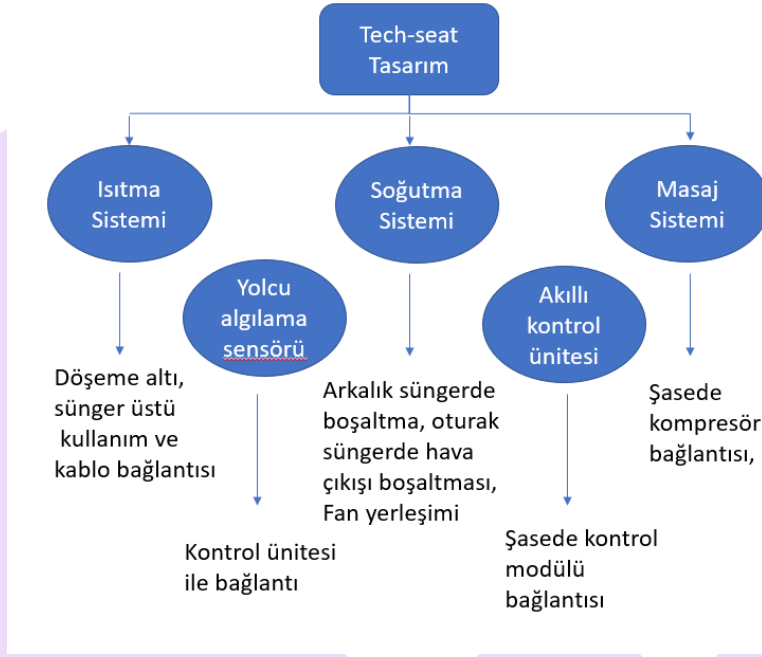 Tech-seat
Tasarım
Isıtma
Sistemi
Soğutma
Sistemi
Masaj
Sistemi
Yolcu
algılama
sensörü
Akıllı
kontrol
ünitesi
Döşeme altı,
sünger üstü
kullanım ve
kablo bağlantısı
Arkalık süngerde
boşaltma, oturak
süngerde hava
çıkışı boşaltması,
Fan yerleşimi
Şasede
kompresör
bağlantısı,
Kontrol ünitesi
ile bağlantı
Şasede kontrol
modülü
bağlantısı